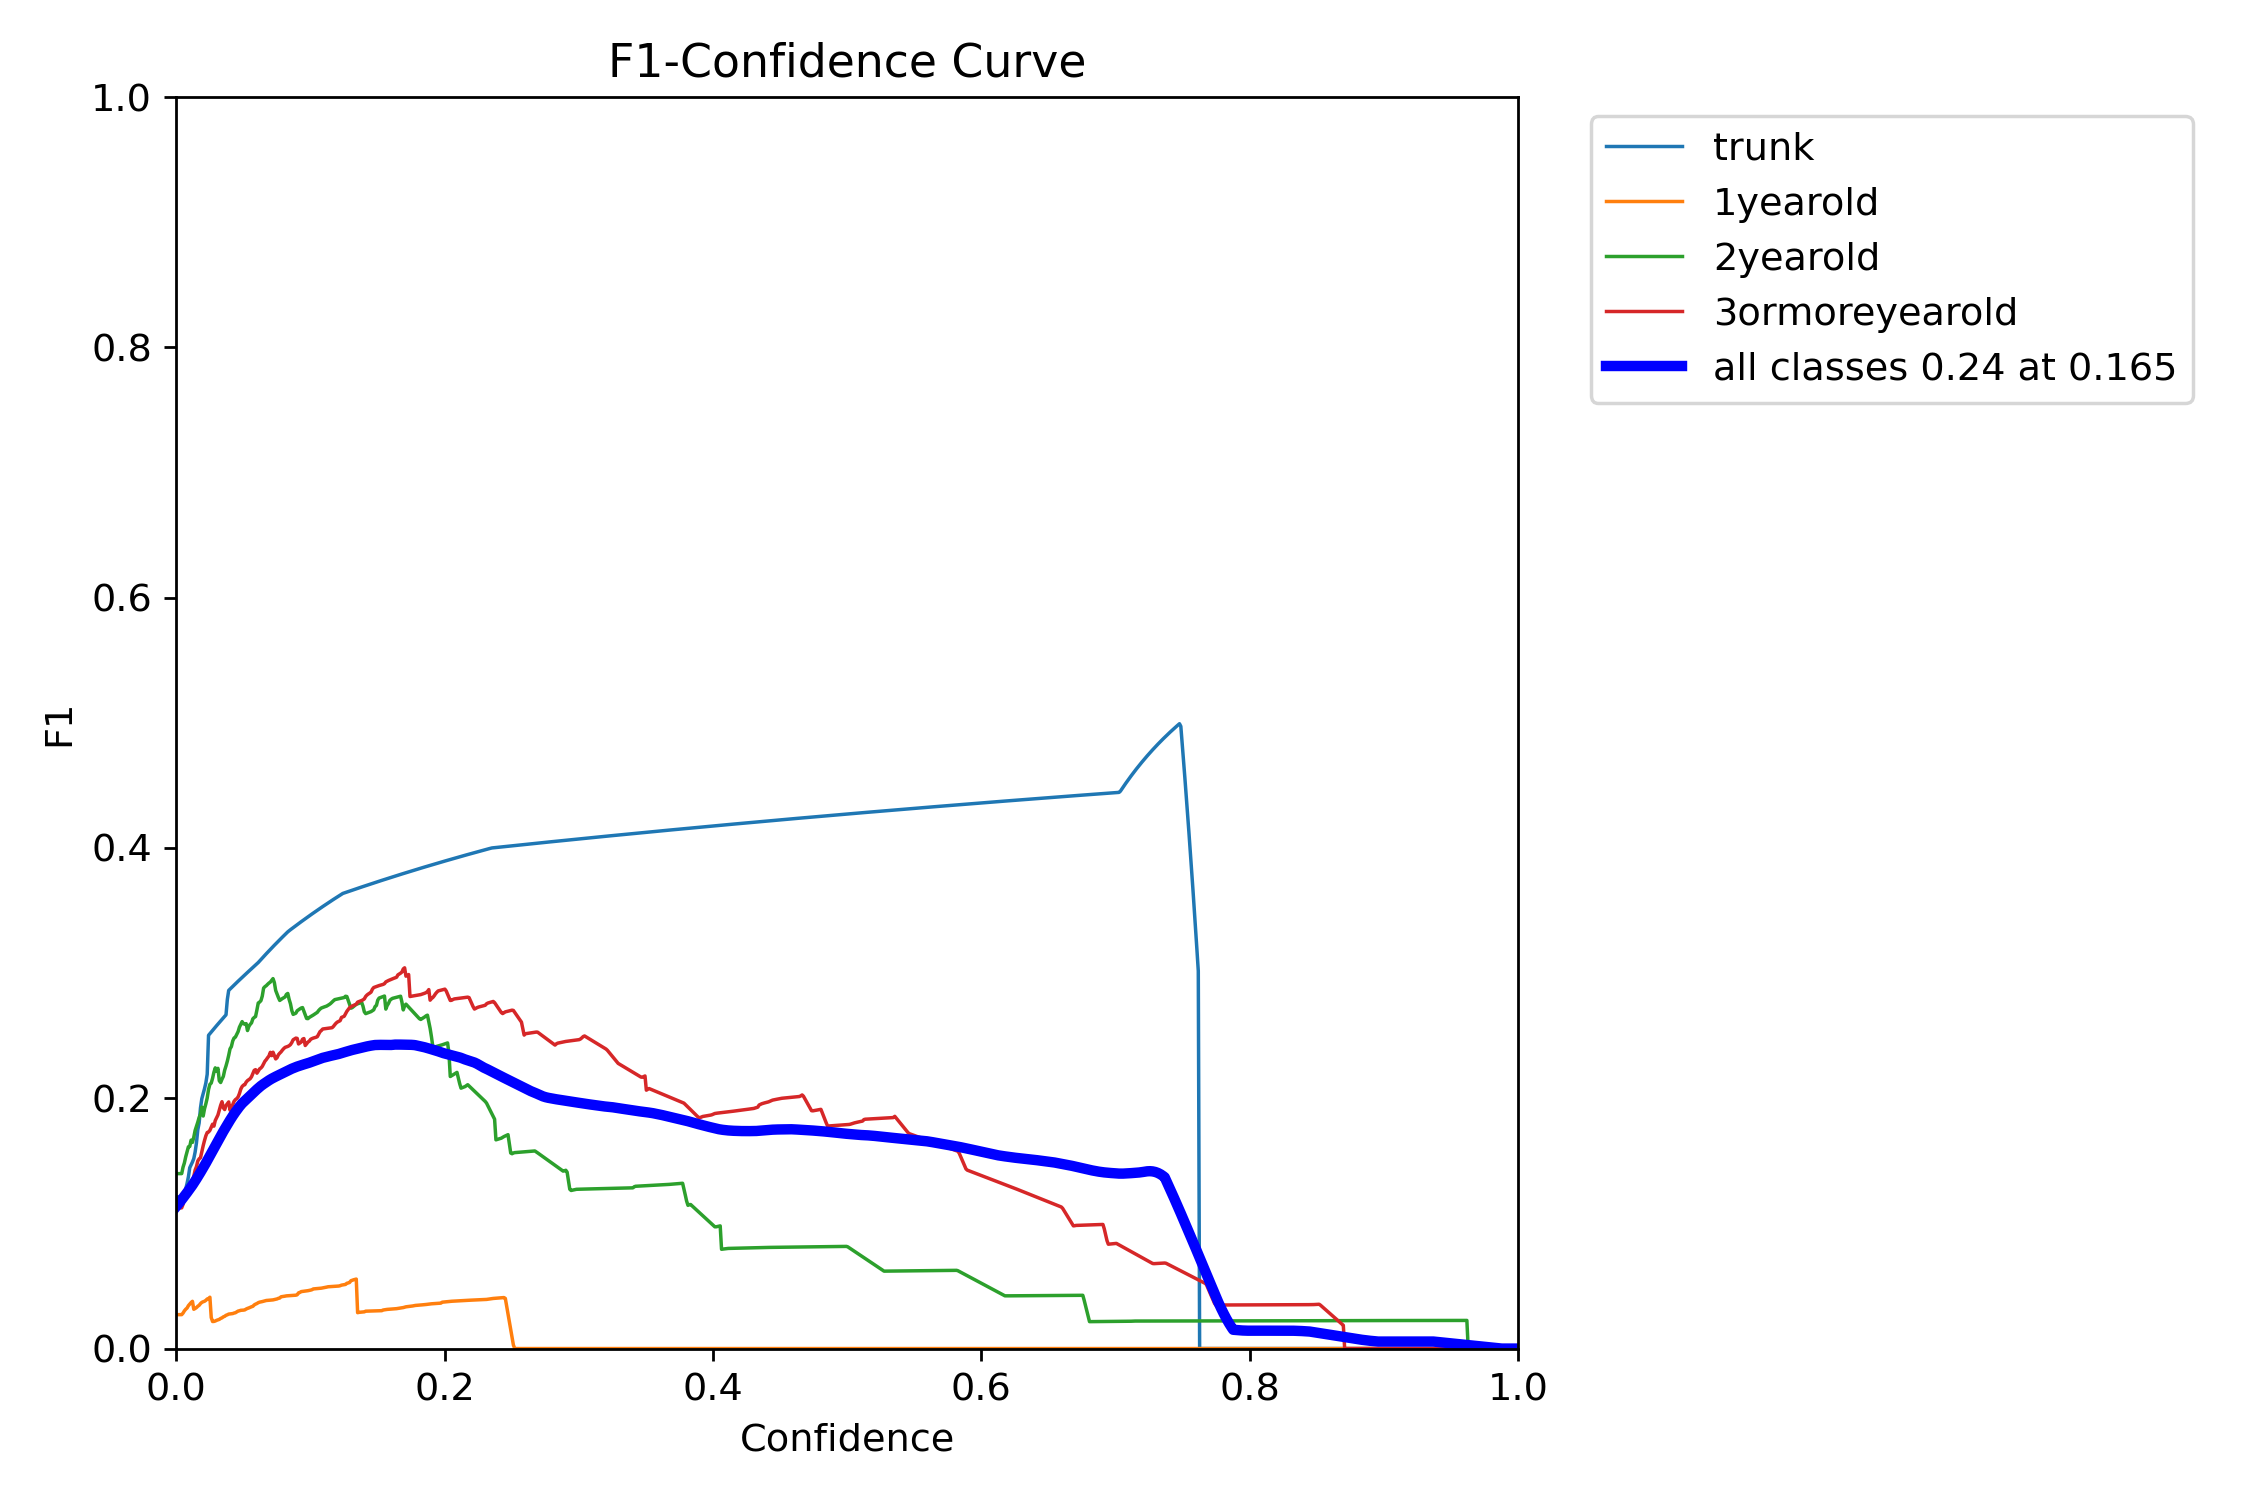 F1-Confidence Curve
1.0
0.8
0.6
0.4
0.2
0.0
F1
0.0 0.2 0.4 0.6 0.8 1.0
Confidence
trunk
1yearold
2yearold
3ormoreyearold
all classes 0.24 at 0.165